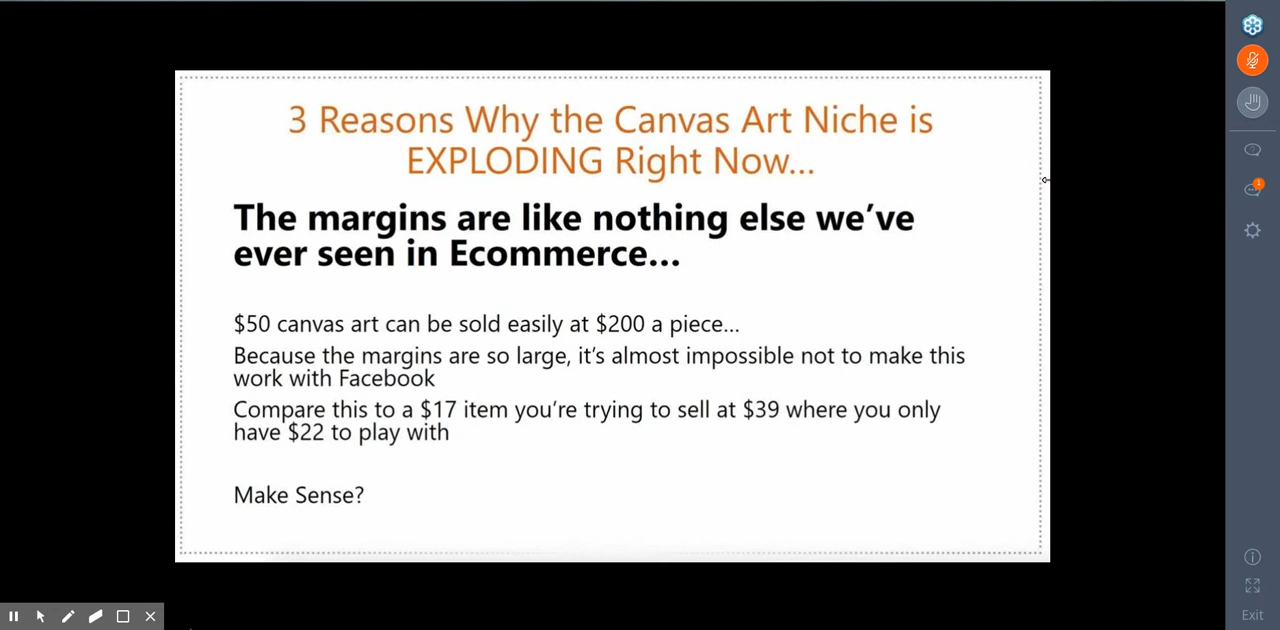 3 Reasons Why the Canvas Art Niche is
EXPLODING Right Now...
The margins are like nothing else we've
ever seen in Ecommerce...
$50 canvas art can be sold easily at $200 a piece...
Because the margins are so large, it's almost impossible not to make this
work with Facebook
Compare this to a $17 item you're trying to sell at $39 where you only
have $22 to play with
Make Sense?
1
Exit